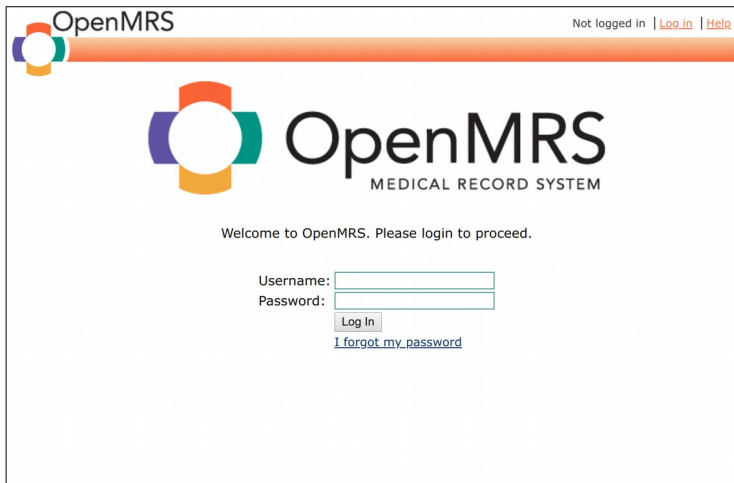 OpenMRS
Not logged in | Log in | Help
OpenMRS
MEDICAL RECORD SYSTEM
Welcome to OpenMRS. Please login to proceed.
Username:
Password:
Log In
I forgot my password